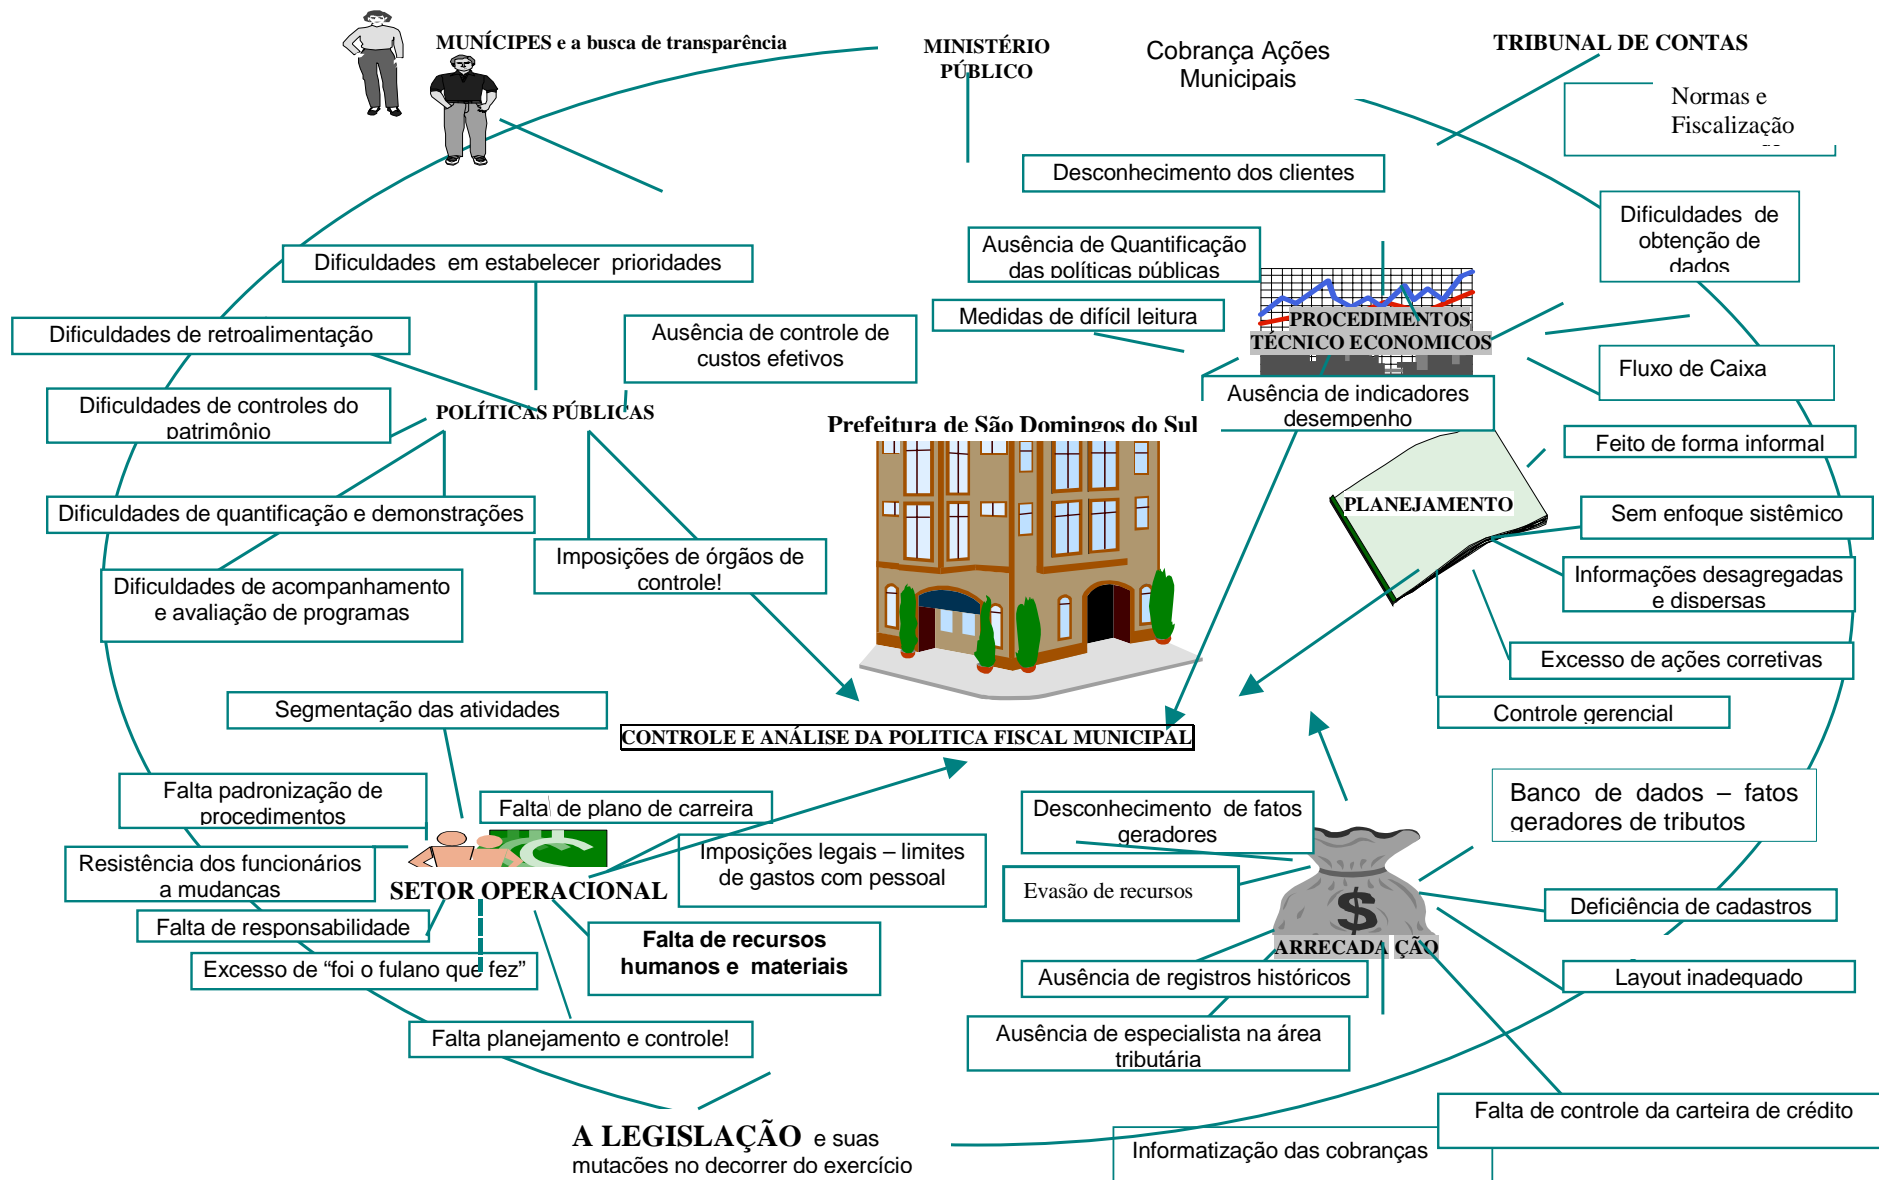 MUNÍCIPES e a busca de transparência
MINISTÉRIO
PÚBLICO
Cobrança Ações
Municipais
TRIBUNAL DE CONTAS
Normas e
Fiscalização
Desconhecimento dos clientes
Dificuldades de
obtenção de
dados
Ausência de Quantificação
das políticas públicas
Dificuldades em estabelecer prioridades
Medidas de difícil leitura
PROCEDIMENTOS
TÉCNICO ECONOMICOS
Dificuldades de retroalimentação
Ausência de controle de
custos efetivos
Fluxo de Caixa
Ausência de indicadores
desempenho
Dificuldades de controles do
patrimônio
POLÍTICAS PÚBLICAS
Prefeitura de São Domingos do Sul
Feito de forma informal
PLANEJAMENTO
Sem enfoque sistêmico
Dificuldades de quantificação e demonstrações
Imposições de órgãos de
controle!
Informações desagregadas
e dispersas
Dificuldades de acompanhamento
e avaliação de programas
Excesso de ações corretivas
Segmentação das atividades
Controle gerencial
CONTROLE E ANÁLISE DA POLITICA FISCAL MUNICIPAL
Falta padronização de
procedimentos
Falta de plano de carreira
Desconhecimento de fatos
geradores
Banco de dados – fatos
geradores de tributos
Resistência dos funcionários
a mudanças
Imposições legais – limites
de gastos com pessoal
SETOR OPERACIONAL
Evasão de recursos
$
Deficiência de cadastros
Falta de responsabilidade
Falta de recursos
humanos e materiais
ARRECADA ÇÃO
Excesso de “foi o fulano que fez”
Ausência de registros históricos
Layout inadequado
Falta planejamento e controle!
Ausência de especialista na área
tributária
Falta de controle da carteira de crédito
A LEGISLAÇÃO e suas
mutações no decorrer do exercício
Informatização das cobranças